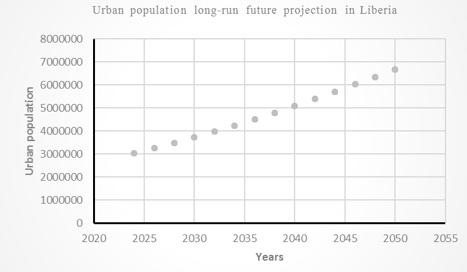 Urban population long-run future projection in Liberia
8000000
7000000
6000000
5000000
4000000
3000000
2000000
1000000
0
Urban population
2020 2025 2030 2035 2040 2045 2050 2055
Years